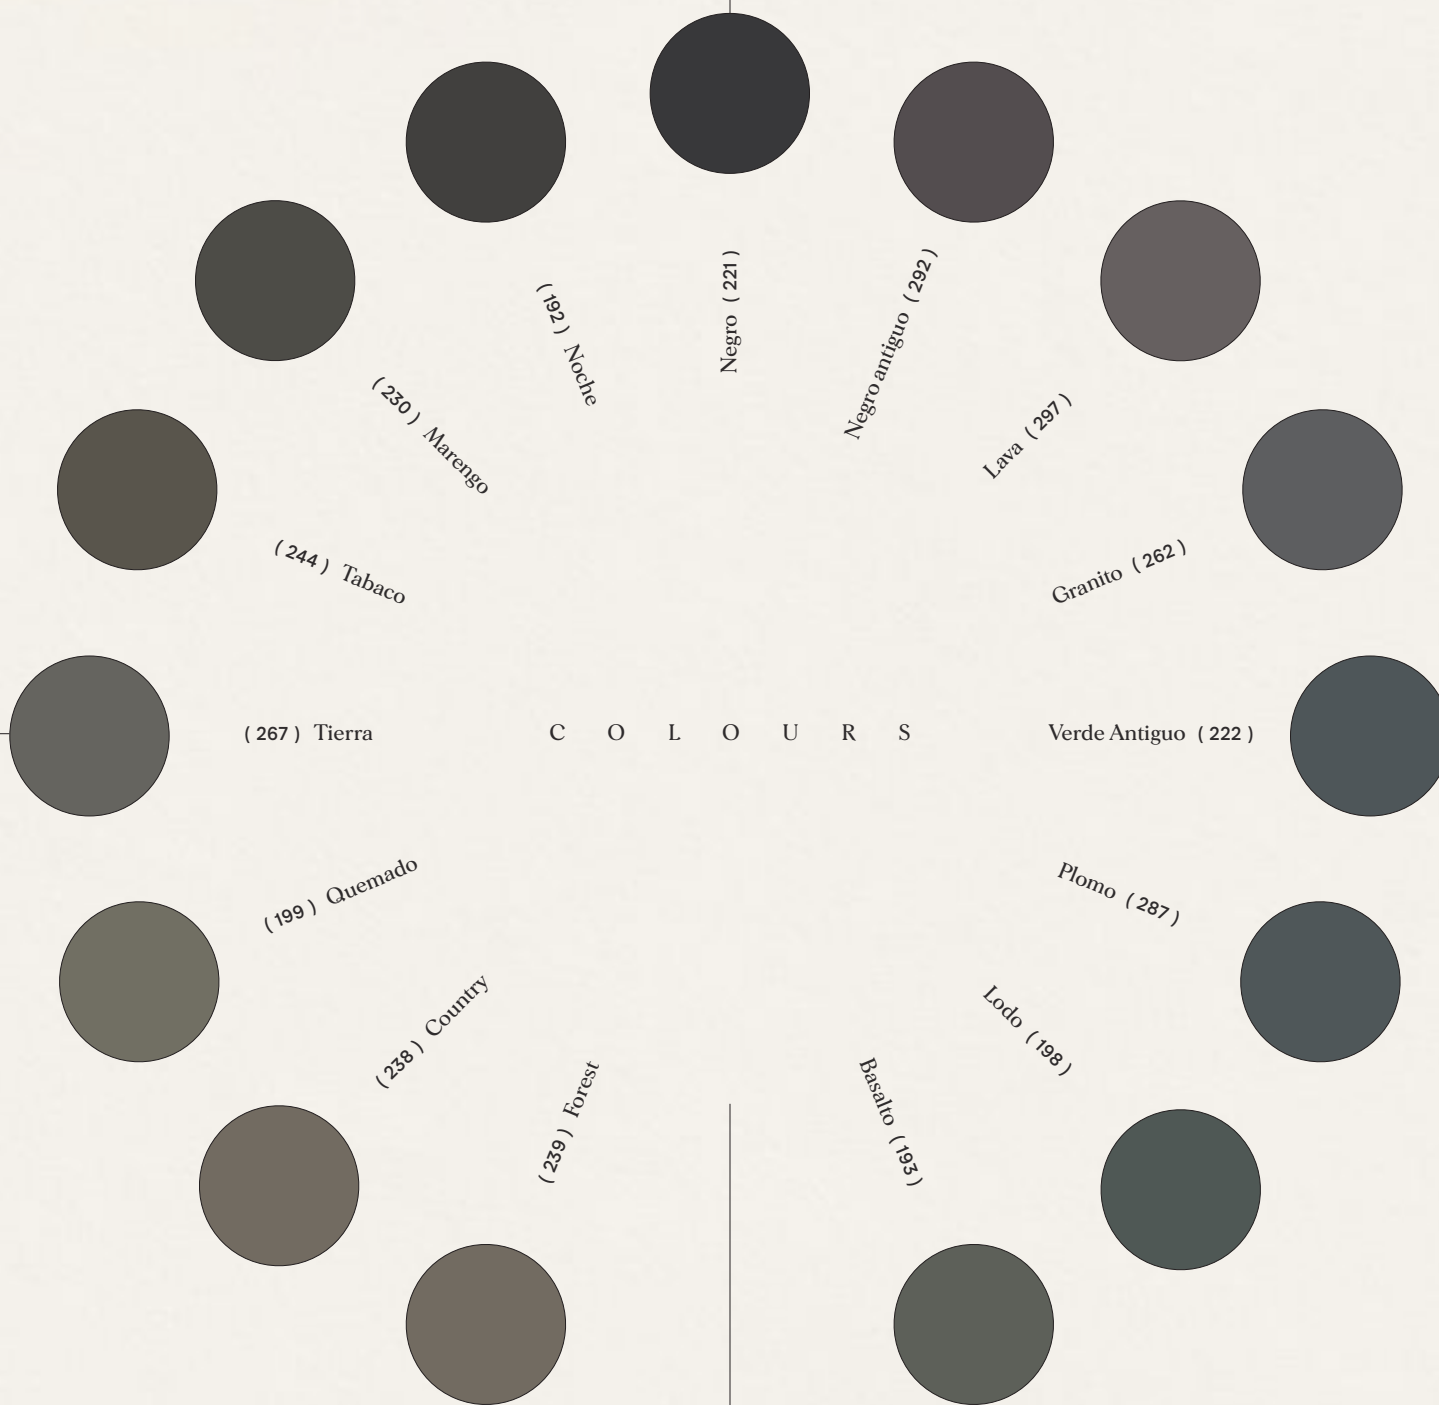 Negro ( 221 )
Negro antiguo ( 292 )
Lava ( 297 )
Granito ( 262 )
Verde Antiguo ( 222 )
Plomo ( 287 )
Lodo ( 198 )
Basalto ( 193 )
( 239 ) Forest
( 238 ) Country
( 199 ) Quemado
( 267 ) Tierra
( 244 ) Tabaco
( 230 ) Marengo
( 192 ) Noche
C O L O U R S